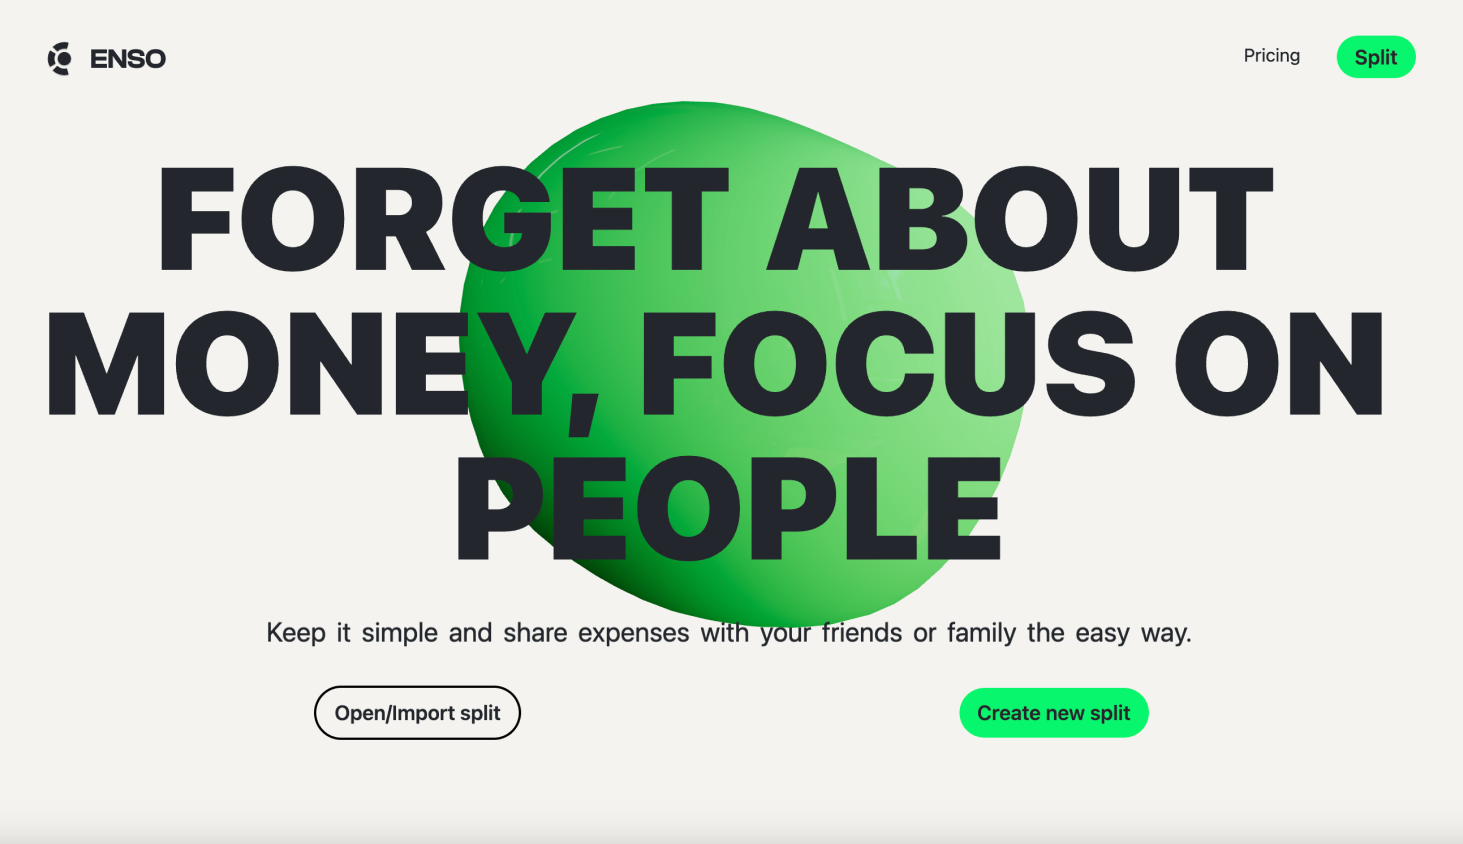 ENSO
Pricing
Split
FORGET ABOUT
MONEY, FOCUS ON
PEOPLE
Keep it simple and share expenses with your friends or family the easy way.
Open/Import split
Create new split